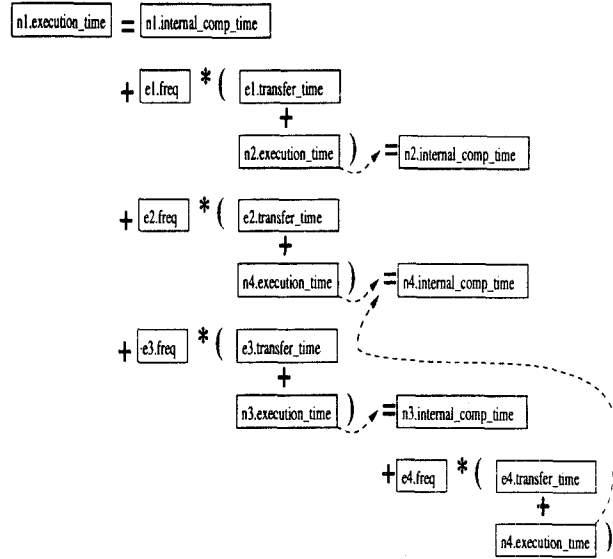 n1.execution_time = n1.internal_comp_time
+ e1.freq * ( e1.transfer_time
+
n2.execution_time ) = n2.internal_comp_time
+ e2.freq * ( e2.transfer_time
+
n4.execution_time ) = n4.internal_comp_time
+ e3.freq * ( e3.transfer_time
+
n3.execution_time ) = n3.internal_comp_time
+ e4.freq * ( e4.transfer_time
+
n4.execution_time )